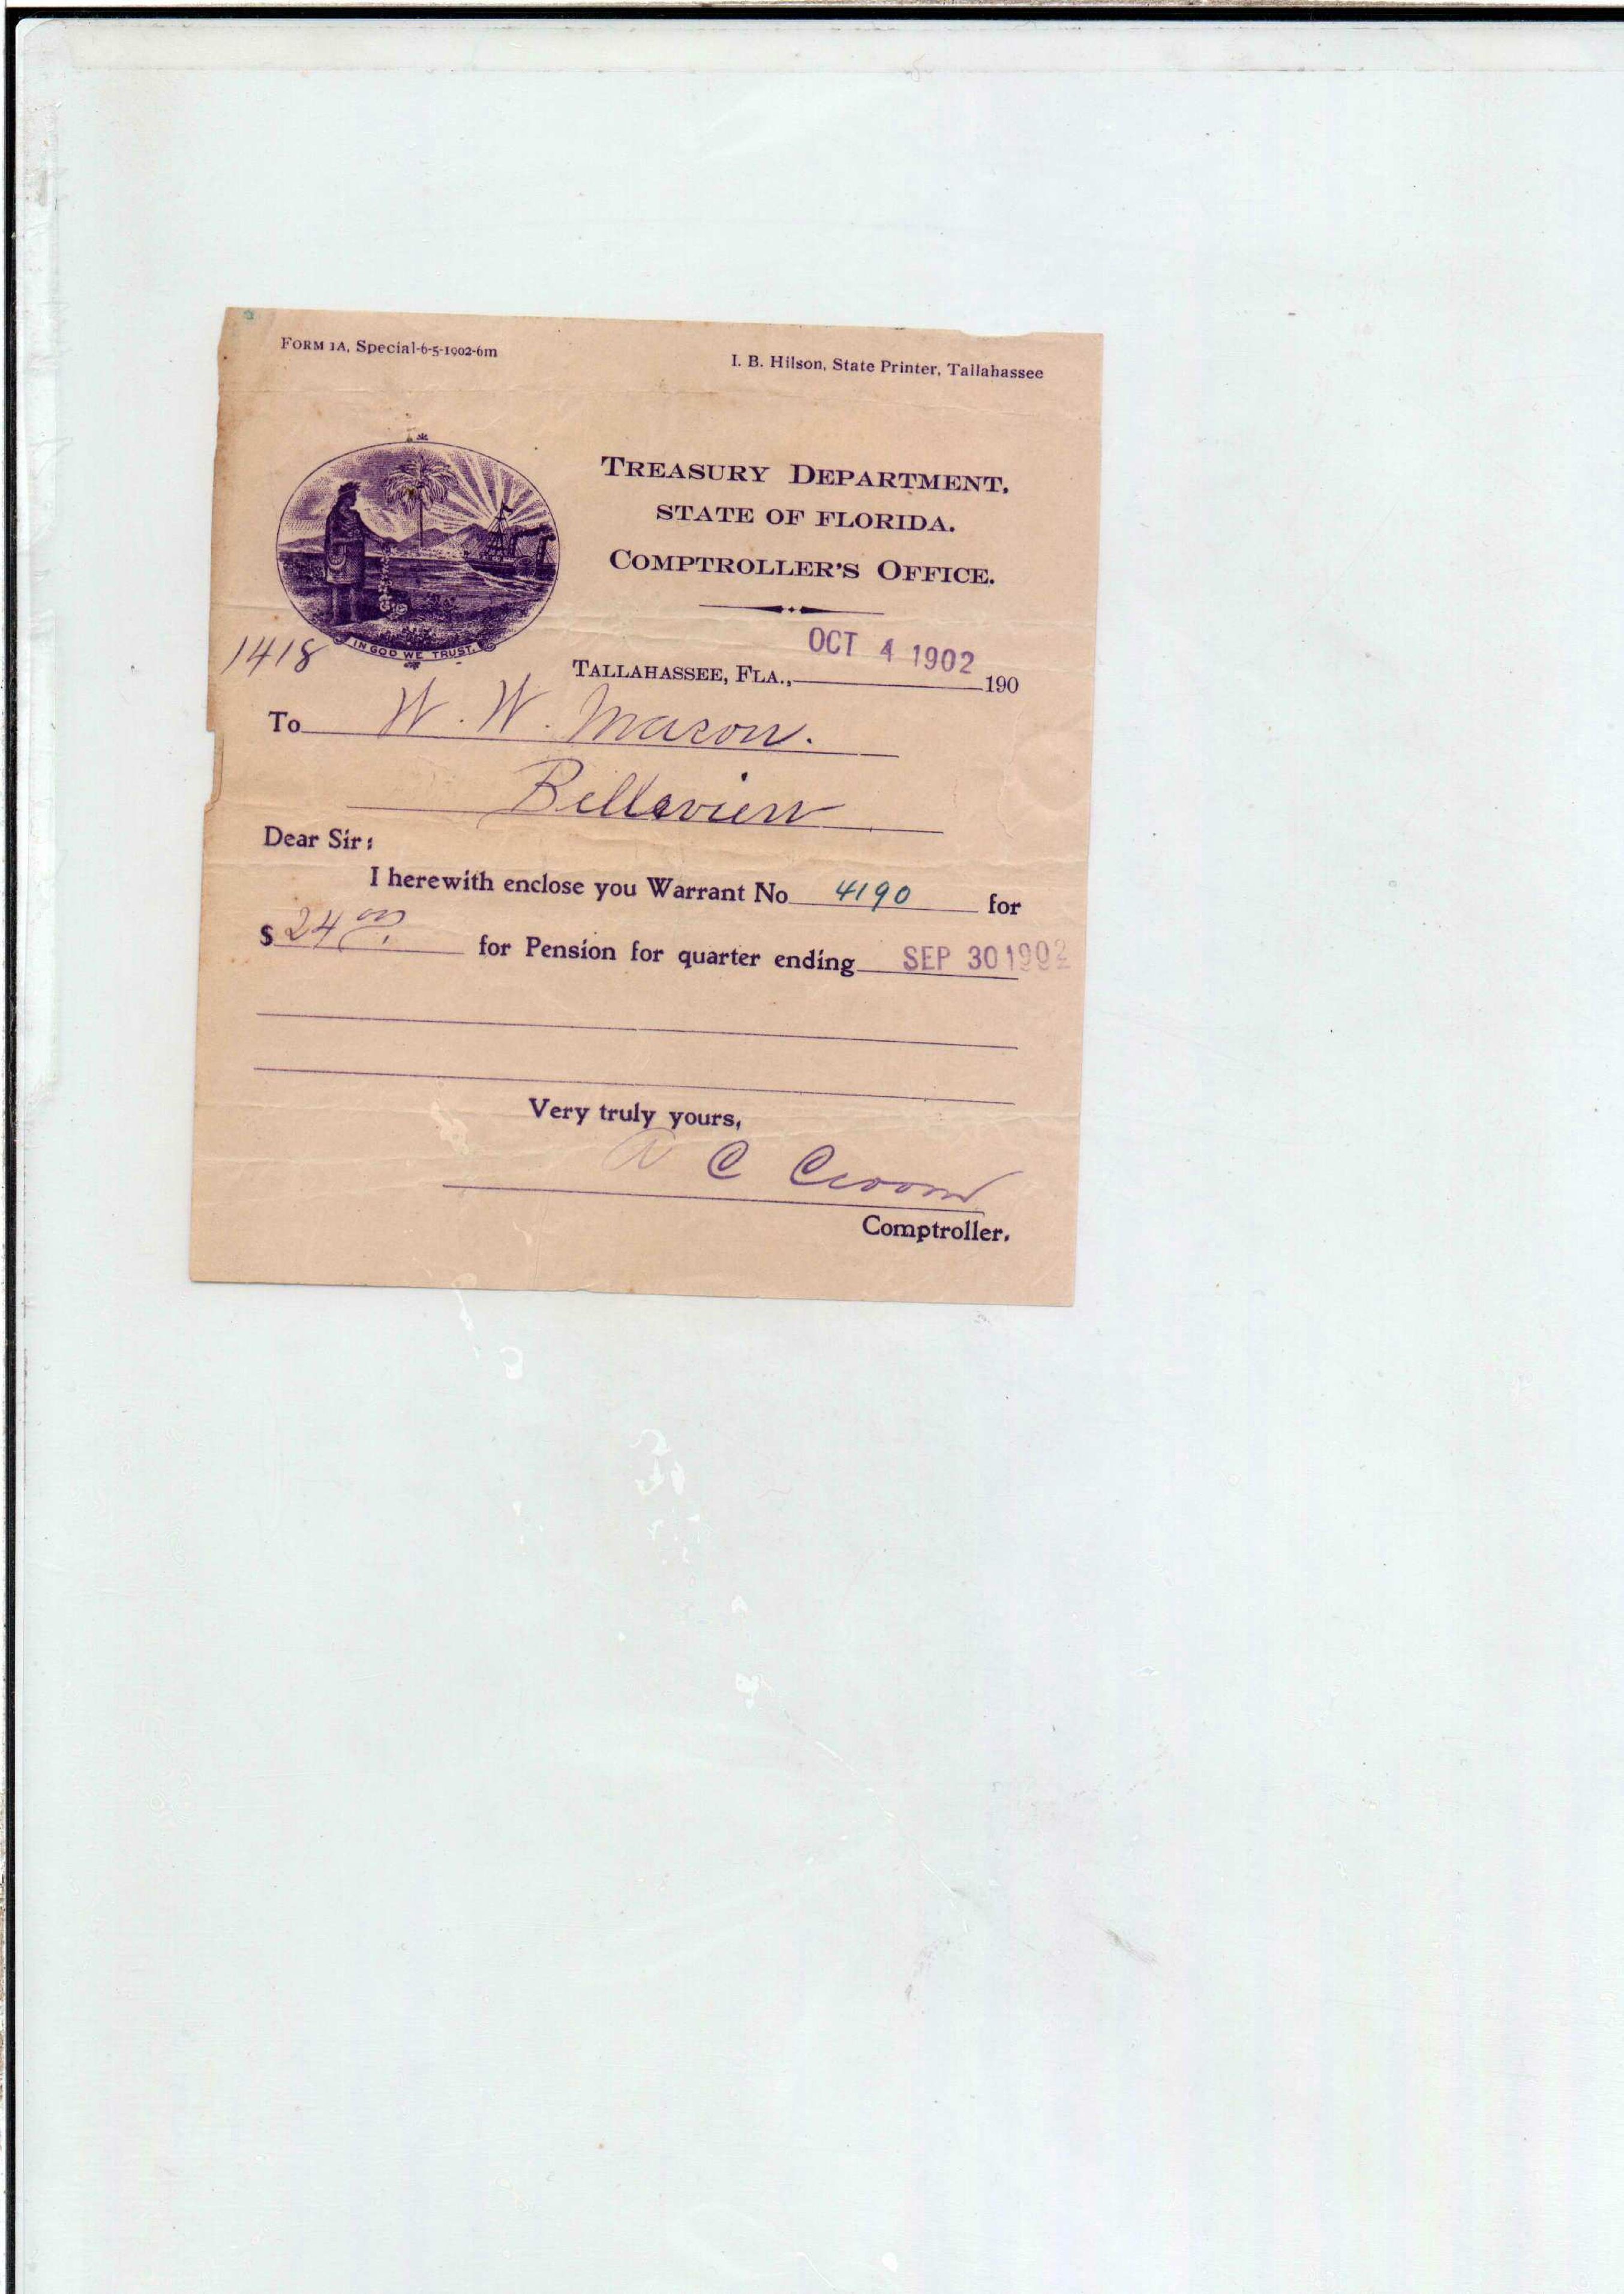 FORM 1A, Special-6-5-1902-6m
I. B. Hilson, State Printer, Tallahassee
TREASURY DEPARTMENT,
STATE OF FLORIDA.
COMPTROLLER'S OFFICE.
IN GOD WE TRUST.
1418
TALLAHASSEE, FLA., OCT 4 1902 190
To W. W. Mason.
Belleview
Dear Sir:
I herewith enclose you Warrant No 4190 for
$ 24 00. for Pension for quarter ending SEP 30 1902
Very truly yours,
A C Croom
Comptroller.